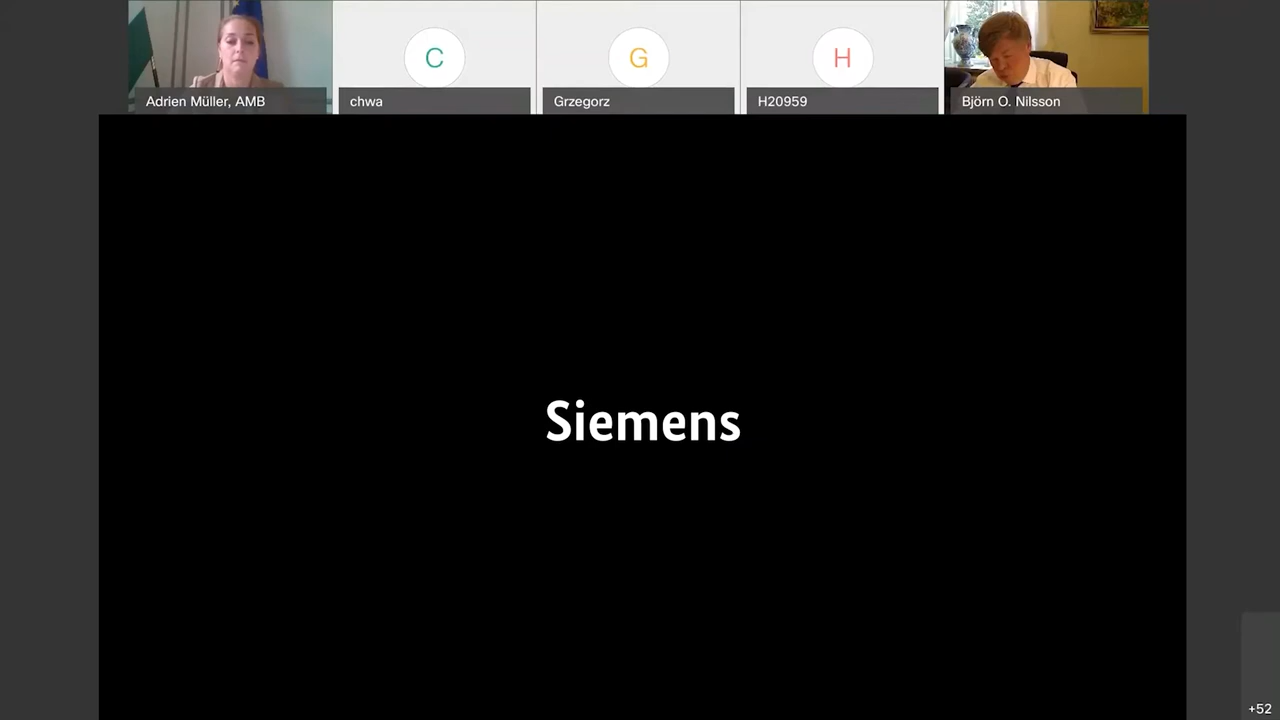 C
G
H
Adrien Müller, AMB
chwa
Grzegorz
H20959
Björn O. Nilsson
Siemens
+52